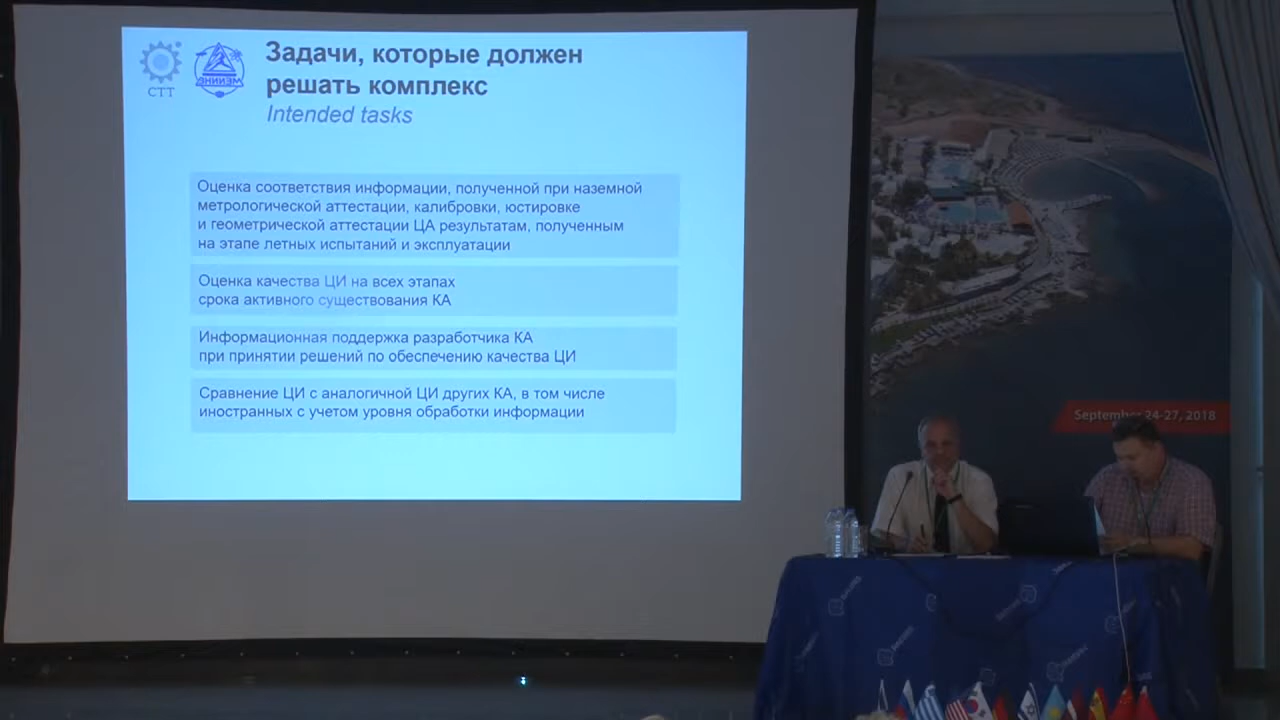 Задачи, которые должен
решать комплекс
Intended tasks
СТТ
Оценка соответствия информации, полученной при наземной
метрологической аттестации, калибровки, юстировке
и геометрической аттестации ЦА результатам, полученным
на этапе летных испытаний и эксплуатации
Оценка качества ЦИ на всех этапах
срока активного существования КА
Информационная поддержка разработчика КА
при принятии решений по обеспечению качества ЦИ
Сравнение ЦИ с аналогичной ЦИ других КА, в том числе
иностранных с учетом уровня обработки информации
September 24-27, 2018